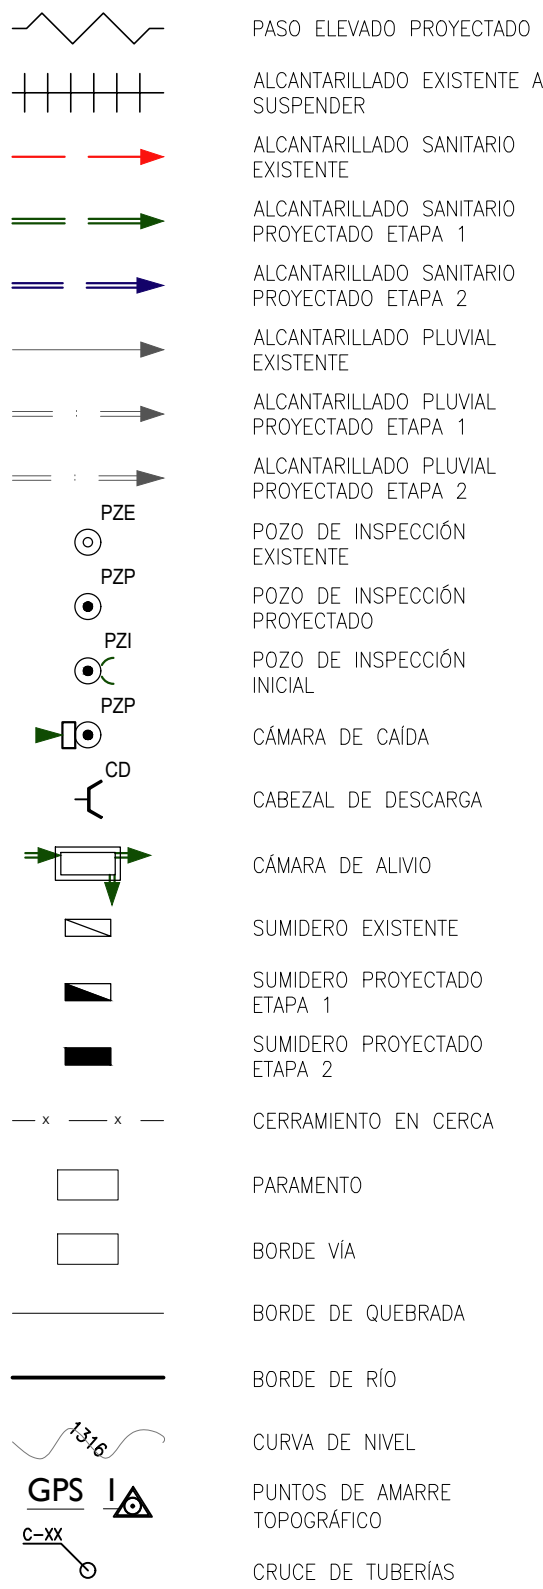 PASO ELEVADO PROYECTADO
ALCANTARILLADO EXISTENTE A
SUSPENDER
ALCANTARILLADO SANITARIO
EXISTENTE
ALCANTARILLADO SANITARIO
PROYECTADO ETAPA 1
ALCANTARILLADO SANITARIO
PROYECTADO ETAPA 2
ALCANTARILLADO PLUVIAL
EXISTENTE
ALCANTARILLADO PLUVIAL
PROYECTADO ETAPA 1
ALCANTARILLADO PLUVIAL
PROYECTADO ETAPA 2
PZE
POZO DE INSPECCIÓN
EXISTENTE
PZP
POZO DE INSPECCIÓN
PROYECTADO
PZI
POZO DE INSPECCIÓN
INICIAL
PZP
CÁMARA DE CAÍDA
CD
CABEZAL DE DESCARGA
CÁMARA DE ALIVIO
SUMIDERO EXISTENTE
SUMIDERO PROYECTADO
ETAPA 1
SUMIDERO PROYECTADO
ETAPA 2
x x
CERRAMIENTO EN CERCA
PARAMENTO
BORDE VÍA
BORDE DE QUEBRADA
BORDE DE RÍO
1316
CURVA DE NIVEL
GPS I
PUNTOS DE AMARRE
TOPOGRÁFICO
C-XX
CRUCE DE TUBERÍAS